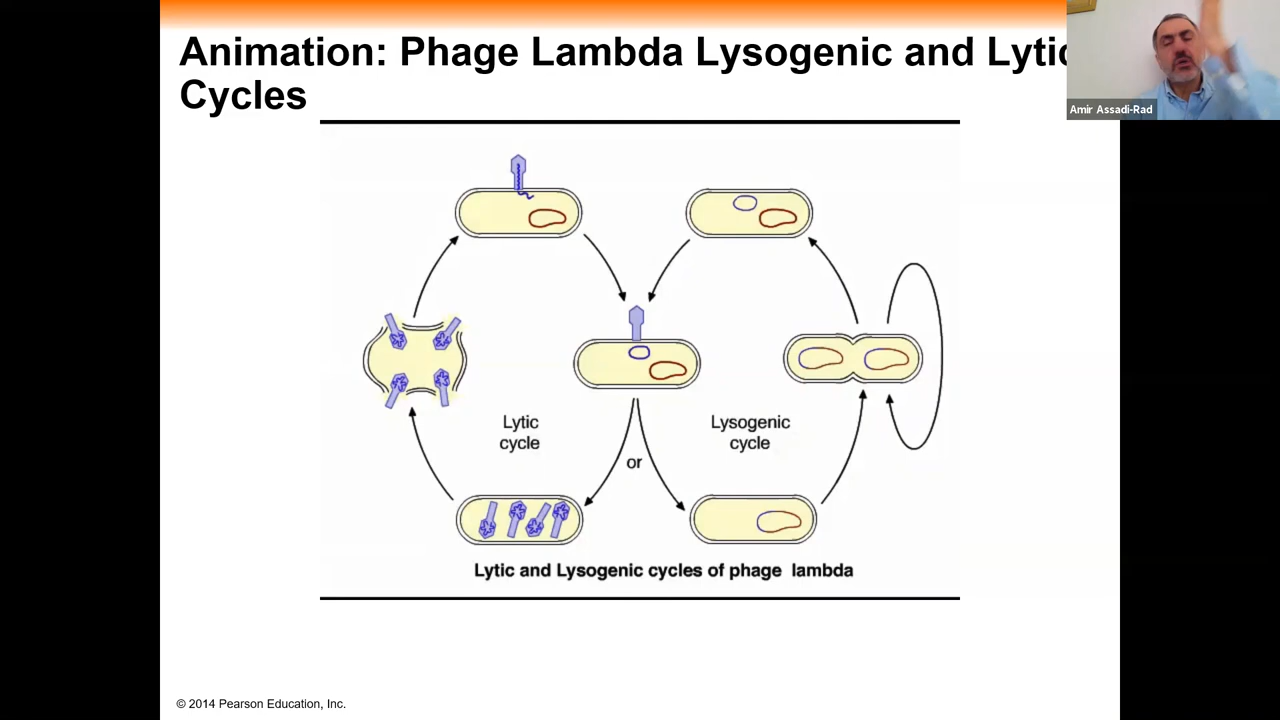 Animation: Phage Lambda Lysogenic and Lytic
Cycles
Amir Assadi-Rad
Lytic
cycle
Lysogenic
cycle
or
Lytic and Lysogenic cycles of phage lambda
© 2014 Pearson Education, Inc.